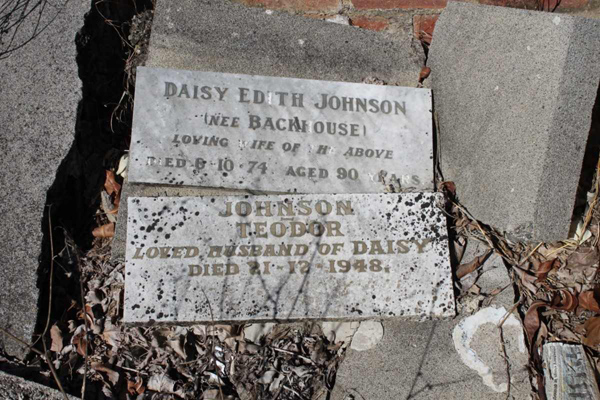 DAISY EDITH JOHNSON
(NEE BACKHOUSE)
LOVING WIFE OF THE ABOVE
DIED 6-10-74 AGED 90 YEARS
JOHNSON
TEODOR
LOVED HUSBAND OF DAISY
DIED 21-12-1948.